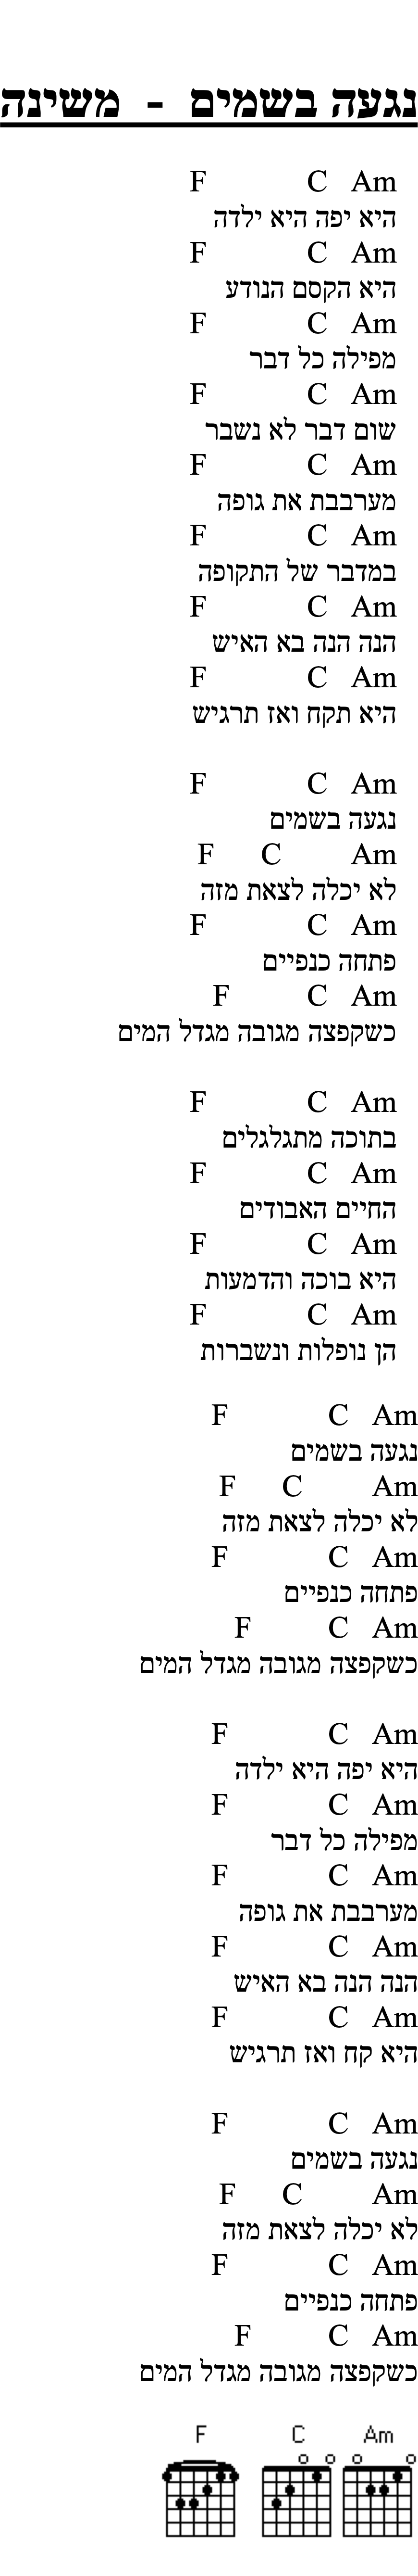 נגעה בשמים - משינה
Am C F
היא יפה היא ילדה
Am C F
היא הקסם הנודע
Am C F
מפילה כל דבר
Am C F
שום דבר לא נשבר
Am C F
מערבבת את גופה
Am C F
במדבר של התקופה
Am C F
הנה הנה בא האיש
Am C F
היא תקח ואז תרגיש
Am C F
נגעה בשמים
Am C F
לא יכלה לצאת מזה
Am C F
פתחה כנפיים
Am C F
כשקפצה מגובה מגדל המים
Am C F
בתוכה מתגלגלים
Am C F
החיים האבודים
Am C F
היא בוכה והדמעות
Am C F
הן נופלות ונשברות
Am C F
נגעה בשמים
Am C F
לא יכלה לצאת מזה
Am C F
פתחה כנפיים
Am C F
כשקפצה מגובה מגדל המים
Am C F
היא יפה היא ילדה
Am C F
מפילה כל דבר
Am C F
מערבבת את גופה
Am C F
הנה הנה בא האיש
Am C F
היא קח ואז תרגיש
Am C F
נגעה בשמים
Am C F
לא יכלה לצאת מזה
Am C F
פתחה כנפיים
Am C F
כשקפצה מגובה מגדל המים
F C Am